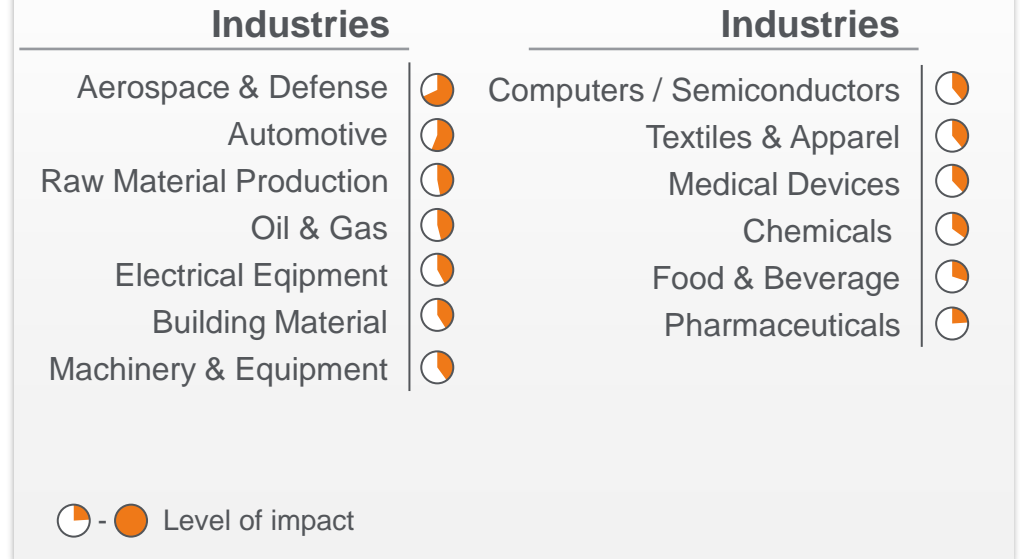 Industries
Aerospace & Defense
Automotive
Raw Material Production
Oil & Gas
Electrical Eqipment
Building Material
Machinery & Equipment
Industries
Computers / Semiconductors
Textiles & Apparel
Medical Devices
Chemicals
Food & Beverage
Pharmaceuticals
- Level of impact